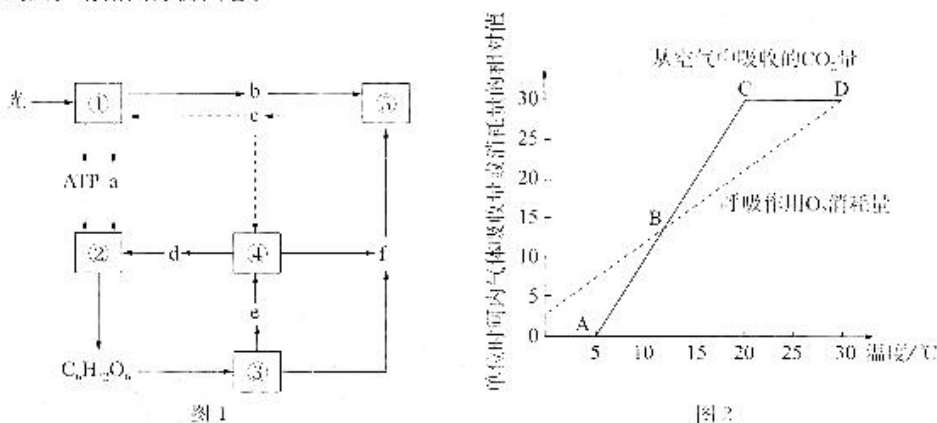 光
①
b
⑤
c
ATP a
②
d
④
f
e
C₆H₁₂O₆
③
图1
单位时间内气体吸收量或消耗量的相对值
从空气中吸收的CO₂量
C
D
30
25
20
15
10
5
0
B
呼吸作用O₂消耗量
A
5
10
20
30
温度/℃
图2